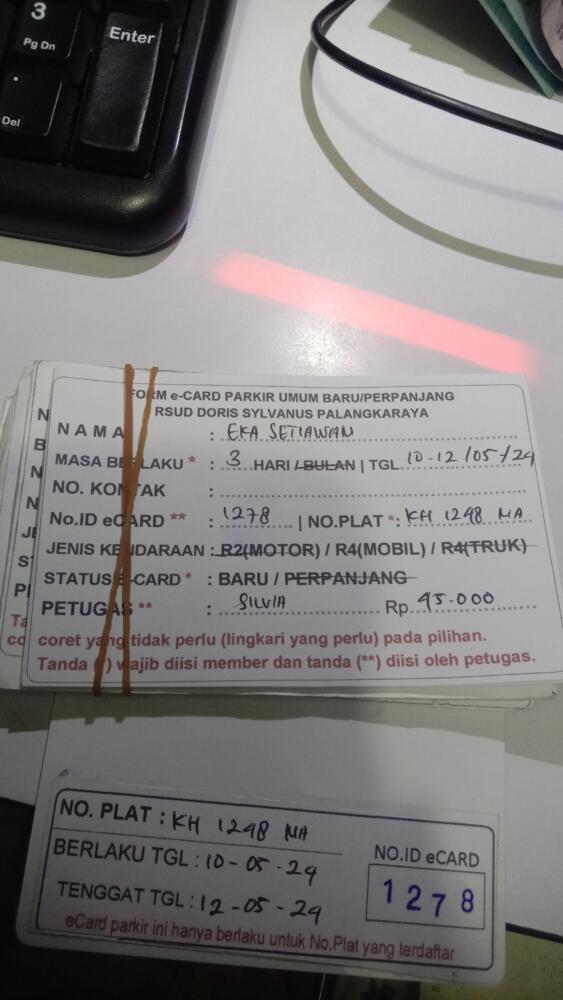 3
Pg Dn
Enter
.
Del
FORM e-CARD PARKIR UMUM BARU/PERPANJANG
RSUD DORIS SYLVANUS PALANGKARAYA
NAMA : EKA SETIAWAN
MASA BERLAKU * : 3 HARI / BULAN | TGL 10-12/05/24
NO. KONTAK :
No.ID eCARD ** : 1278 | NO.PLAT *: KH 1248 MA
JENIS KENDARAAN : R2(MOTOR) / R4(MOBIL) / R4(TRUK)
STATUS E-CARD * : BARU / PERPANJANG
PETUGAS ** : SILVIA Rp. 45.000
coret yang tidak perlu (lingkari yang perlu) pada pilihan.
Tanda (*) wajib diisi member dan tanda (**) diisi oleh petugas.
NO. PLAT : KH 1248 MA
BERLAKU TGL : 10-05-24
TENGGAT TGL : 12-05-24
NO.ID eCARD
1278
eCard parkir ini hanya berlaku untuk No.Plat yang terdaftar